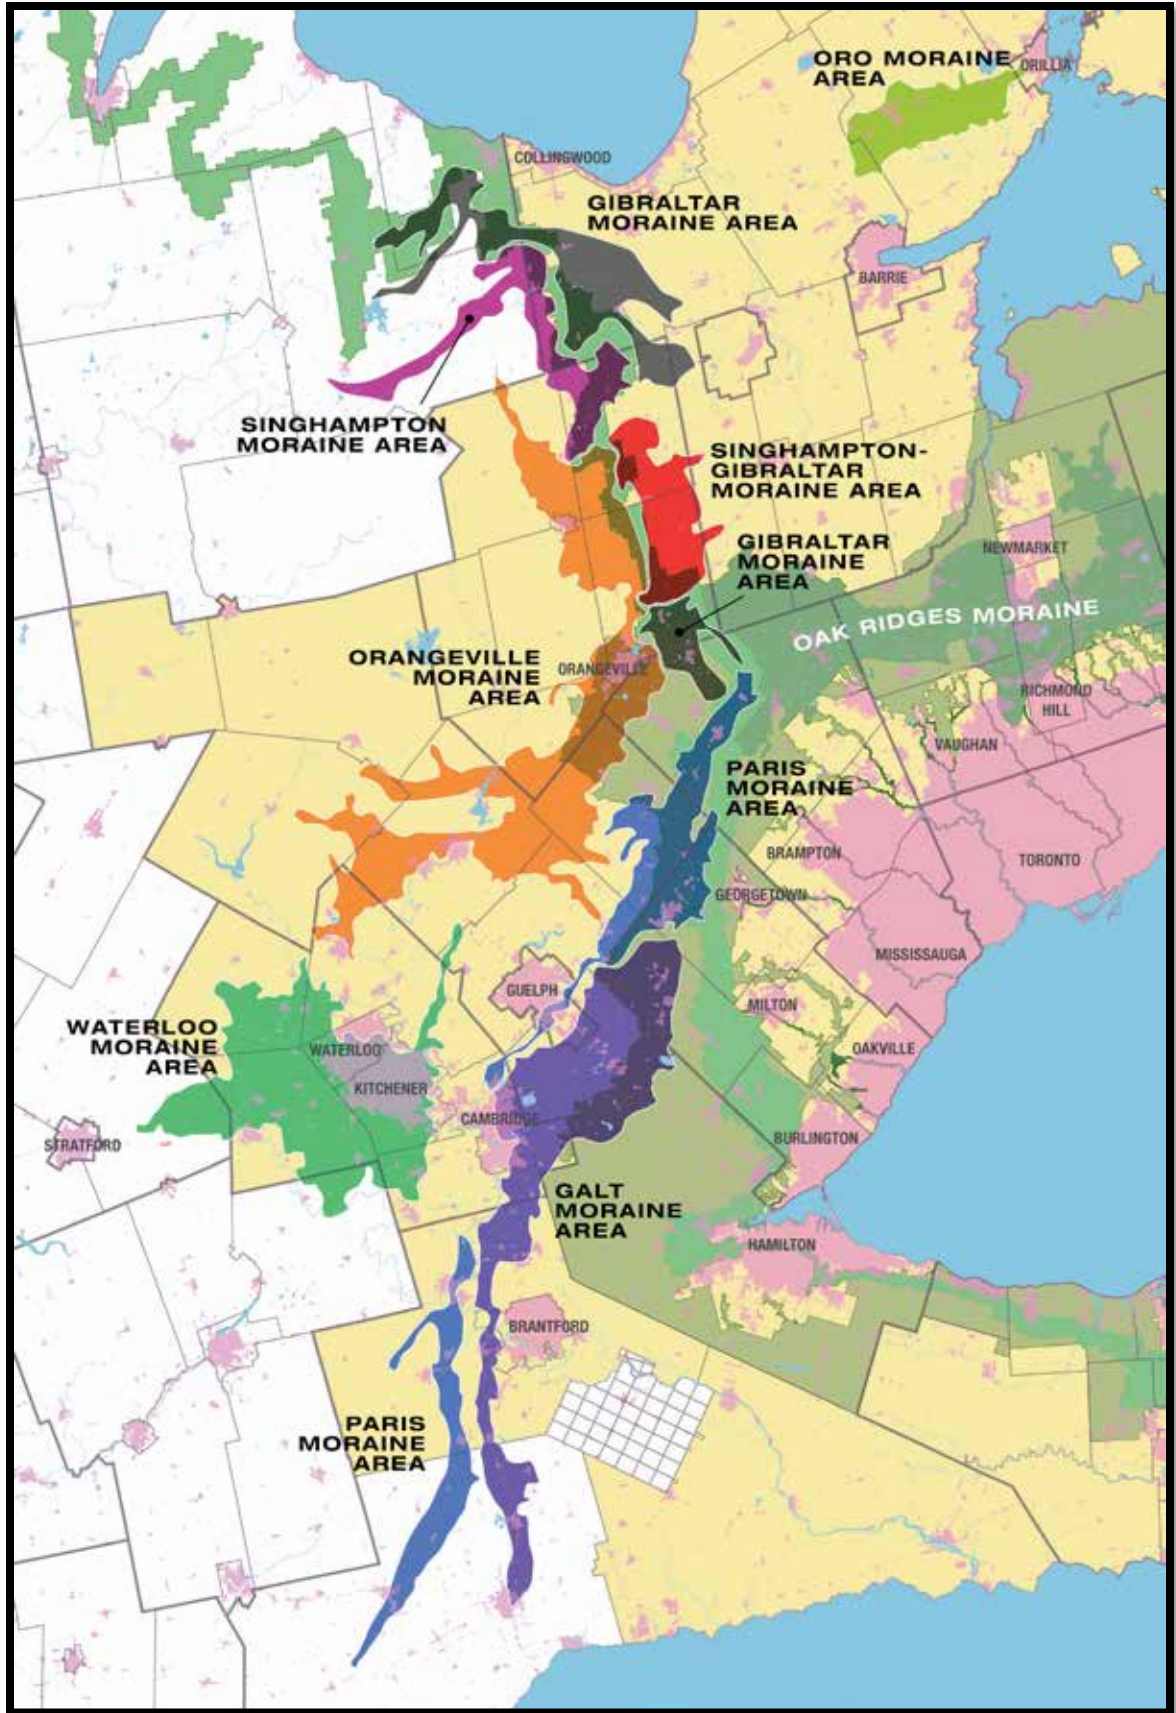 ORO MORAINE
AREA
ORILLIA
COLLINGWOOD
GIBRALTAR
MORAINE AREA
BARRIE
SINGHAMPTON
MORAINE AREA
SINGHAMPTON-
GIBRALTAR
MORAINE AREA
GIBRALTAR
MORAINE
AREA
NEWMARKET
OAK RIDGES MORAINE
ORANGEVILLE
MORAINE
AREA
ORANGEVILLE
RICHMOND
HILL
VAUGHAN
PARIS
MORAINE
AREA
BRAMPTON
TORONTO
GEORGETOWN
MISSISSAUGA
GUELPH
MILTON
WATERLOO
MORAINE
AREA
WATERLOO
OAKVILLE
KITCHENER
CAMBRIDGE
STRATFORD
BURLINGTON
GALT
MORAINE
AREA
HAMILTON
BRANTFORD
PARIS
MORAINE
AREA